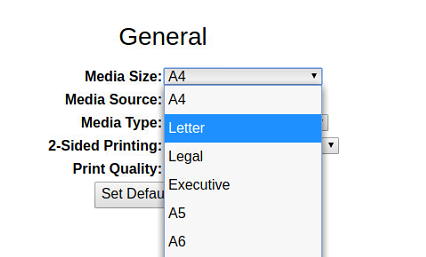 General
Media Size: A4
A4
Media Source:
Letter
Media Type:
Legal
2-Sided Printing:
Executive
Print Quality:
A5
Set Defau
A6